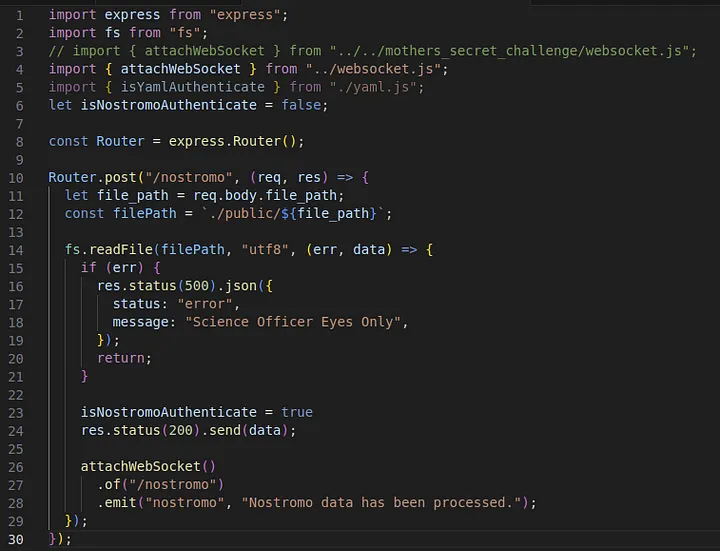 1 import express from "express";
2 import fs from "fs";
3 // import { attachWebSocket } from "../../mothers_secret_challenge/websocket.js";
4 import { attachWebSocket } from "../websocket.js";
5 import { isYamlAuthenticate } from "./yaml.js";
6 let isNostromoAuthenticate = false;
7
8 const Router = express.Router();
9
10 Router.post("/nostromo", (req, res) => {
11   let file_path = req.body.file_path;
12   const filePath = `./public/${file_path}`;
13
14   fs.readFile(filePath, "utf8", (err, data) => {
15     if (err) {
16       res.status(500).json({
17         status: "error",
18         message: "Science Officer Eyes Only",
19       });
20       return;
21     }
22
23     isNostromoAuthenticate = true
24     res.status(200).send(data);
25
26     attachWebSocket()
27       .of("/nostromo")
28       .emit("nostromo", "Nostromo data has been processed.");
29   });
30 });